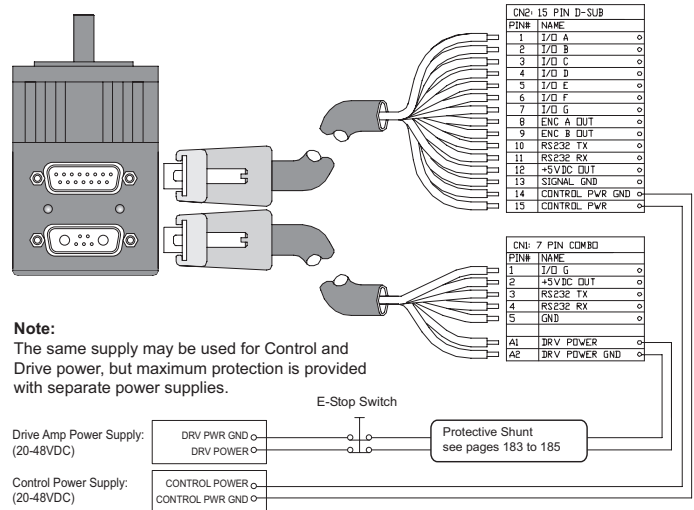 CN2: 15 PIN D-SUB
PIN# NAME
1 I/O A
2 I/O B
3 I/O C
4 I/O D
5 I/O E
6 I/O F
7 I/O G
8 ENC A OUT
9 ENC B OUT
10 RS232 TX
11 RS232 RX
12 +5VDC OUT
13 SIGNAL GND
14 CONTROL PWR GND
15 CONTROL PWR
CN1: 7 PIN COMBO
PIN# NAME
1 I/O G
2 +5VDC OUT
3 RS232 TX
4 RS232 RX
5 GND
A1 DRV POWER
A2 DRV POWER GND
Note:
The same supply may be used for Control and
Drive power, but maximum protection is provided
with separate power supplies.
E-Stop Switch
Drive Amp Power Supply:
(20-48VDC)
DRV PWR GND
DRV POWER
Protective Shunt
see pages 183 to 185
Control Power Supply:
(20-48VDC)
CONTROL POWER
CONTROL PWR GND